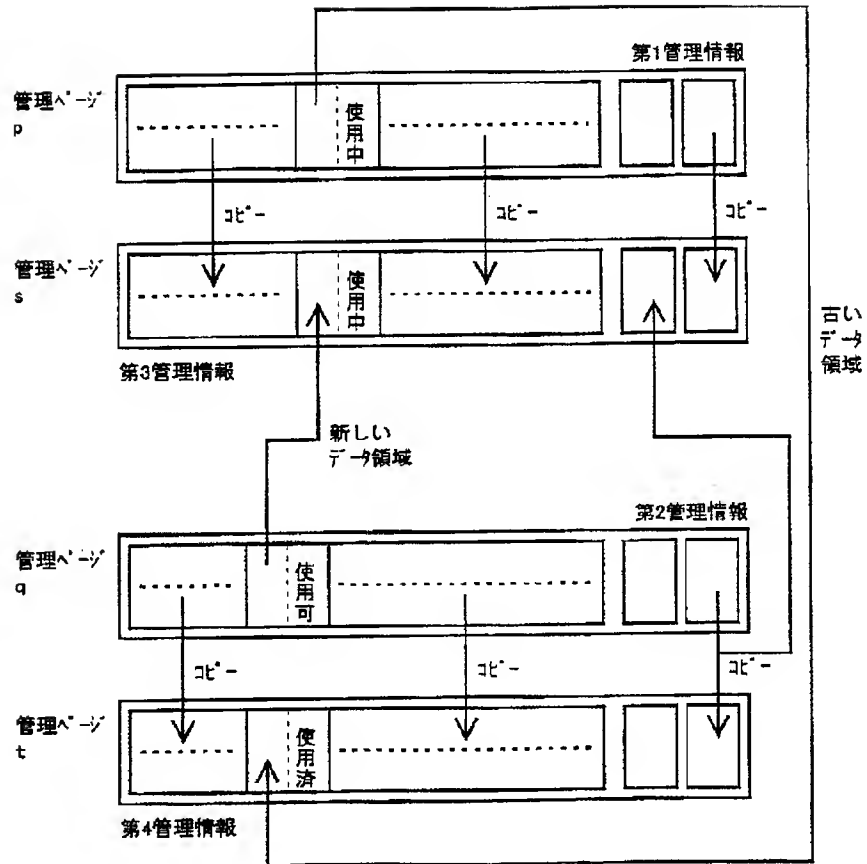 第1管理情報
管理ページ
p
使用中
コピー
コピー
コピー
管理ページ
s
使用中
第3管理情報
古い
データ
領域
新しい
データ領域
第2管理情報
管理ページ
q
使用可
コピー
コピー
コピー
管理ページ
t
使用済
第4管理情報